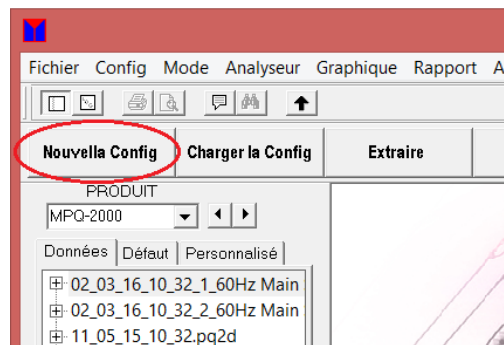 Fichier Config Mode Analyseur Graphique Rapport A
Nouvella Config Charger la Config Extraire
PRODUIT
MPQ-2000
Données Défaut Personnalisé
02_03_16_10_32_1_60Hz Main
02_03_16_10_32_2_60Hz Main
11_05_15_10_32.pq2d